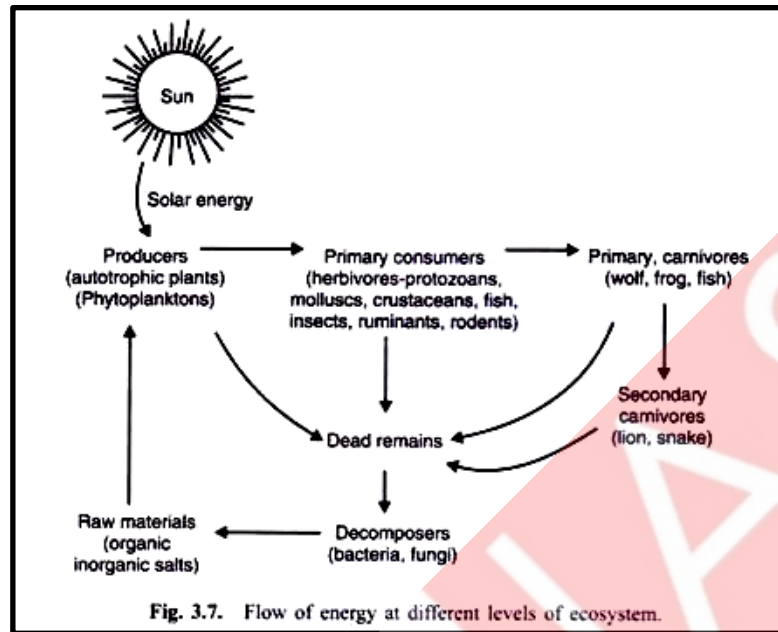 Sun
Solar energy
Producers
(autotrophic plants)
(Phytoplanktons)
Primary consumers
(herbivores-protozoans,
molluscs, crustaceans, fish,
insects, ruminants, rodents)
Primary, carnivores
(wolf, frog, fish)
Secondary
carnivores
(lion, snake)
Dead remains
Raw materials
(organic
inorganic salts)
Decomposers
(bacteria, fungi)
Fig. 3.7. Flow of energy at different levels of ecosystem.